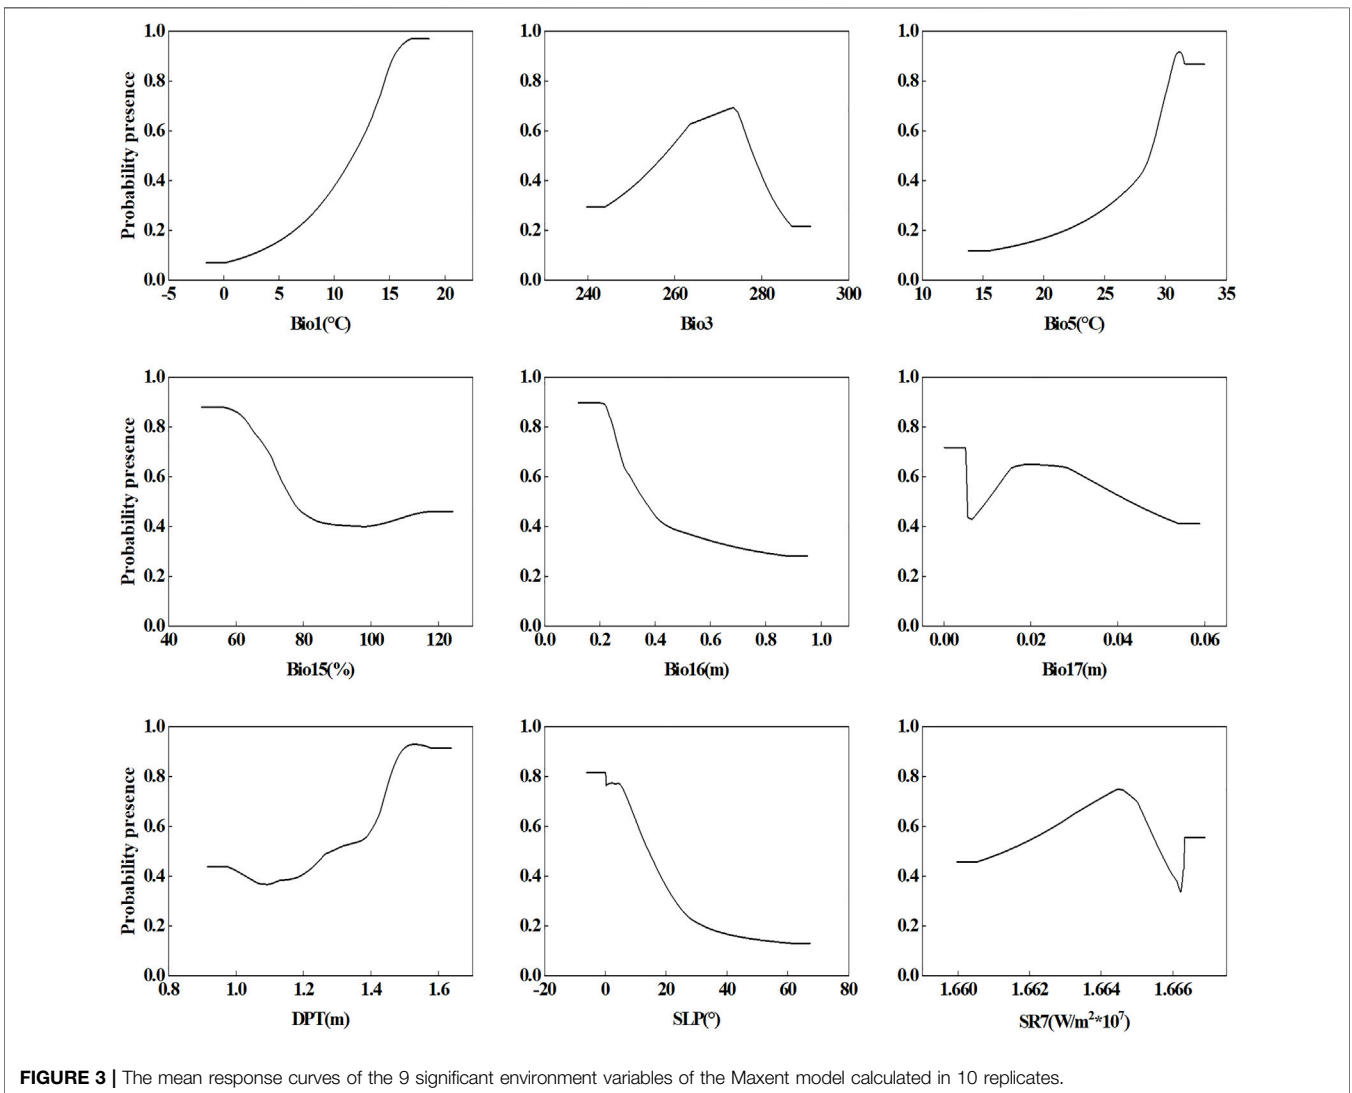 1.0
0.8
0.6
0.4
0.2
0.0
Probability presence
-5 0 5 10 15 20
Bio1(°C)
1.0
0.8
0.6
0.4
0.2
0.0
240 260 280 300
Bio3
1.0
0.8
0.6
0.4
0.2
0.0
10 15 20 25 30 35
Bio5(°C)
1.0
0.8
0.6
0.4
0.2
0.0
Probability presence
40 60 80 100 120
Bio15(%)
1.0
0.8
0.6
0.4
0.2
0.0
0.0 0.2 0.4 0.6 0.8 1.0
Bio16(m)
1.0
0.8
0.6
0.4
0.2
0.0
0.00 0.02 0.04 0.06
Bio17(m)
1.0
0.8
0.6
0.4
0.2
0.0
Probability presence
0.8 1.0 1.2 1.4 1.6
DPT(m)
1.0
0.8
0.6
0.4
0.2
0.0
-20 0 20 40 60 80
SLP(°)
1.0
0.8
0.6
0.4
0.2
0.0
1.660 1.662 1.664 1.666
SR7(W/m²*10⁷)
FIGURE 3 | The mean response curves of the 9 significant environment variables of the Maxent model calculated in 10 replicates.